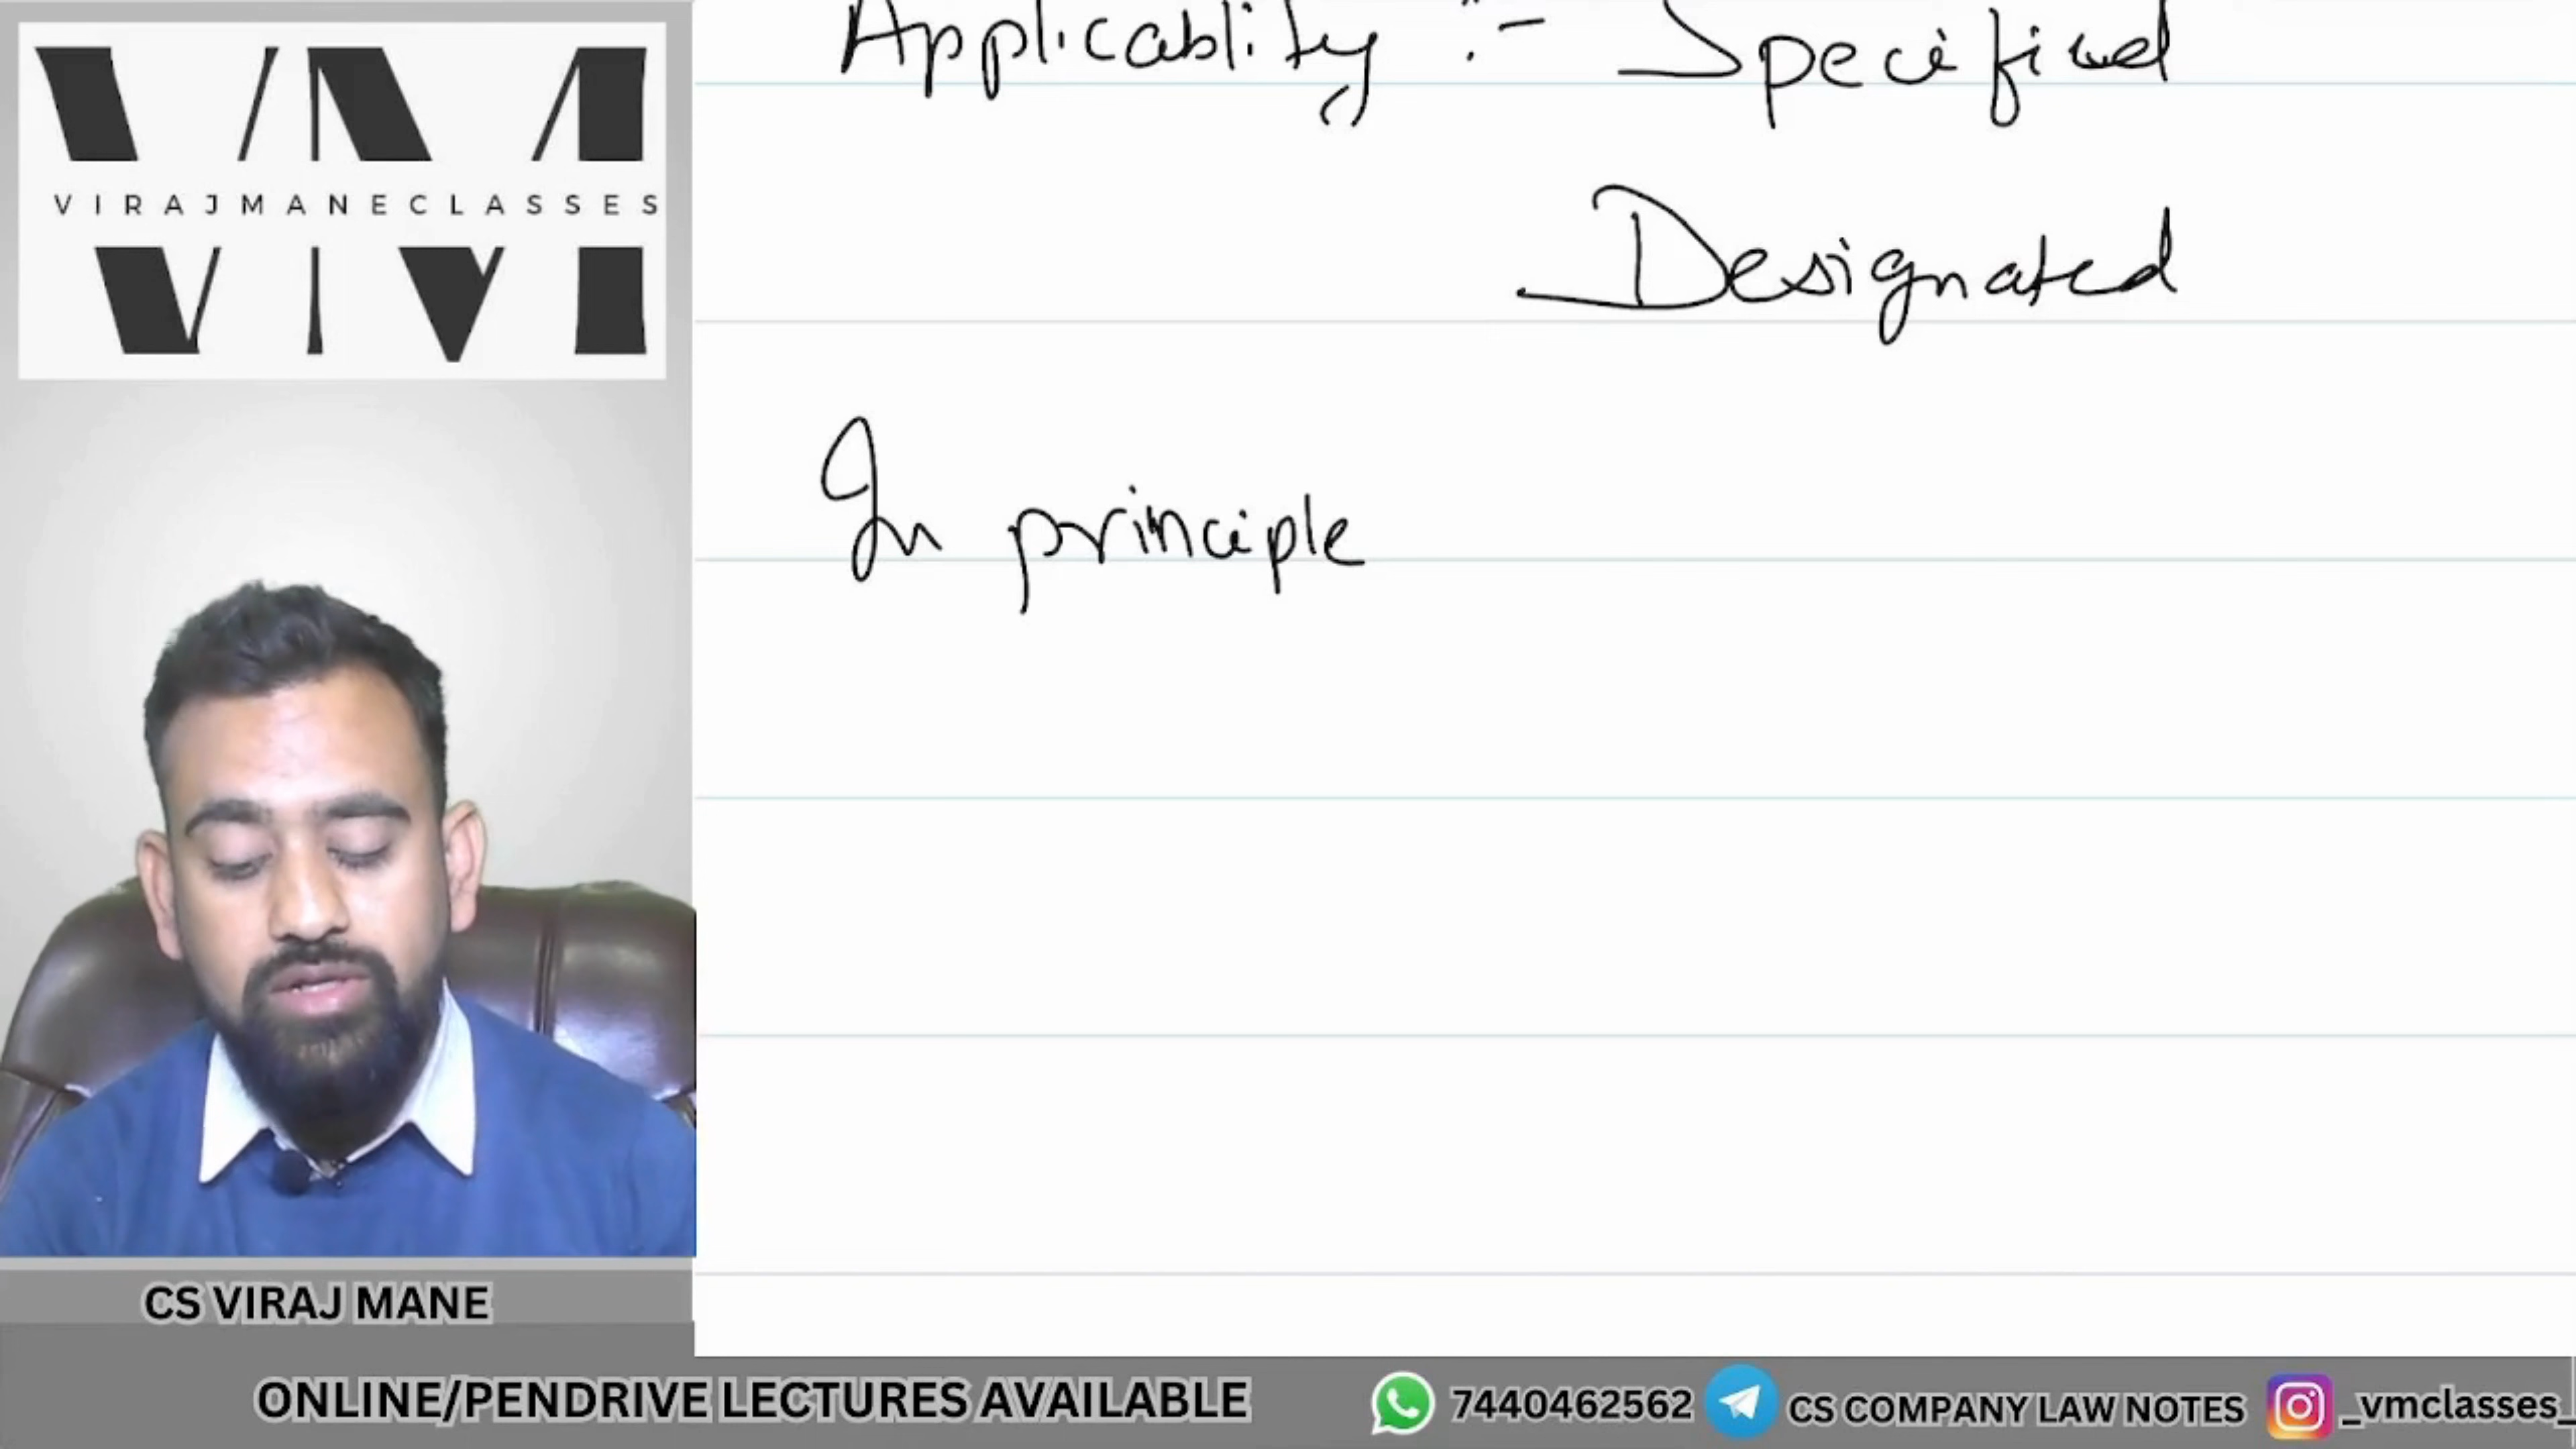 VIRAJMANECLASSES
Applicablity :- Specified
Designated
In principle
CS VIRAJ MANE
ONLINE/PENDRIVE LECTURES AVAILABLE
7440462562
CS COMPANY LAW NOTES
_vmclasses_